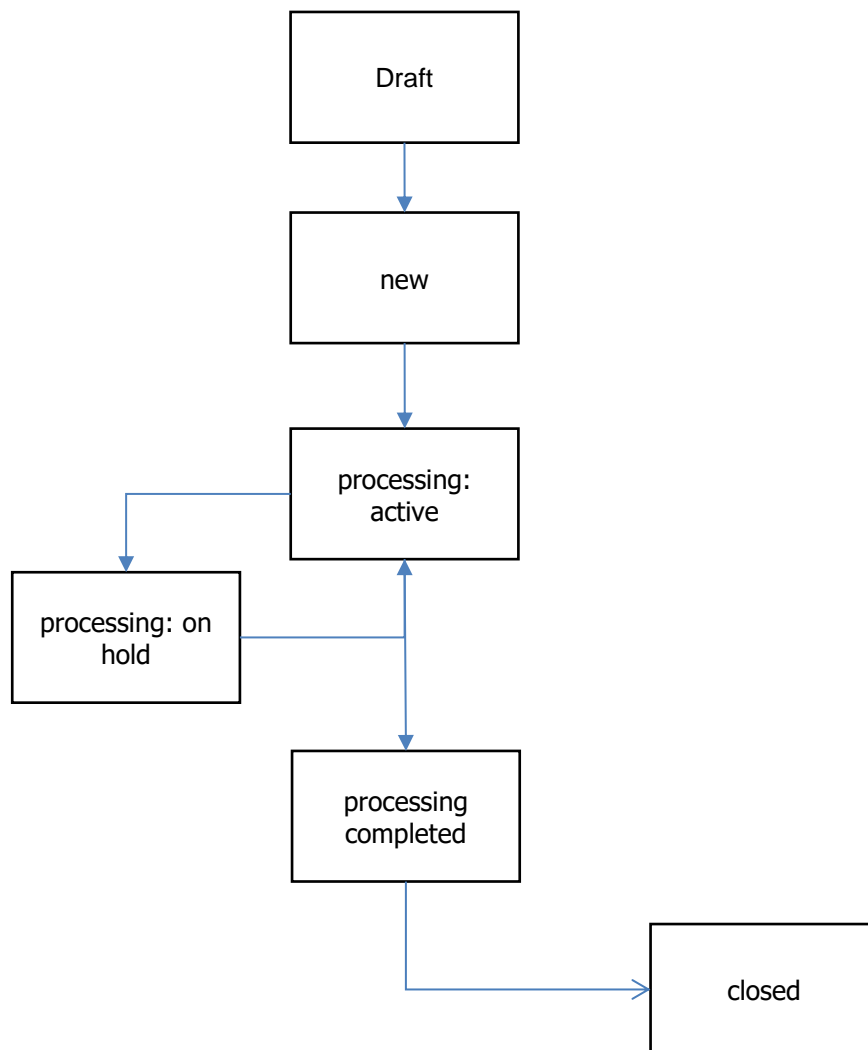 Draft
new
processing:
active
processing: on
hold
processing
completed
closed